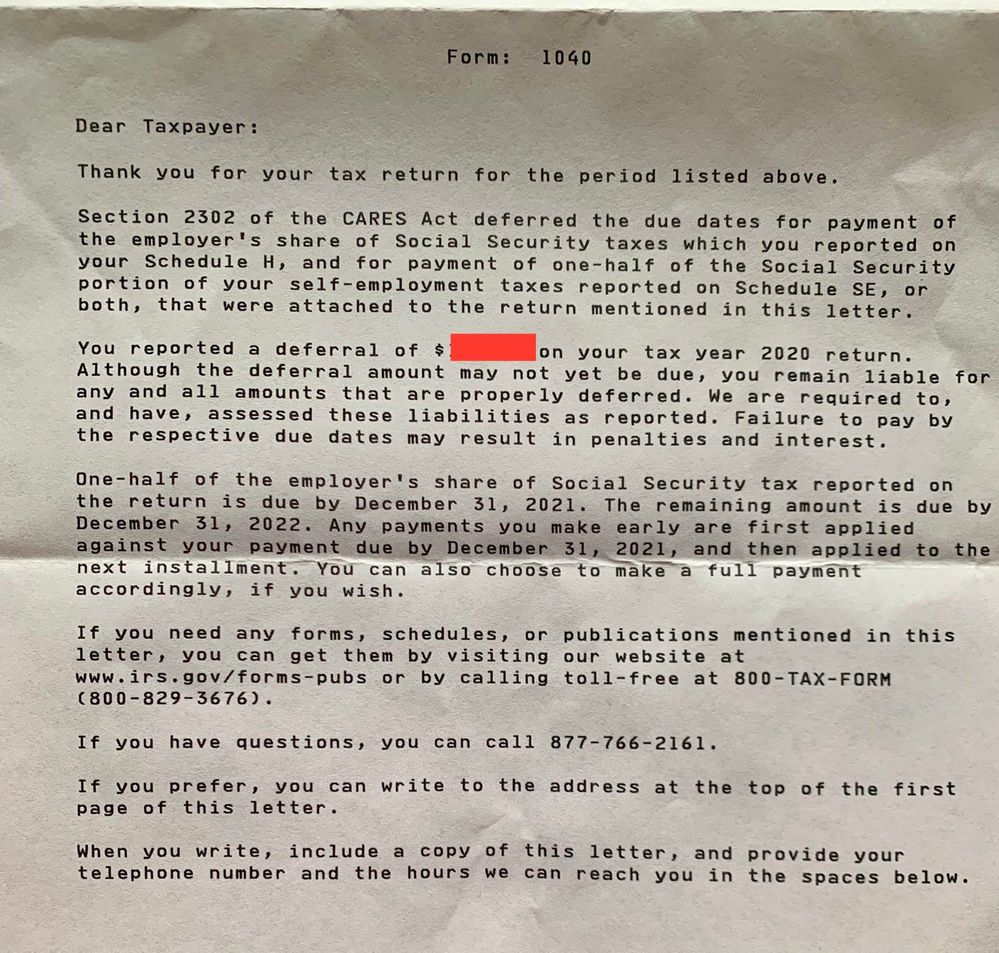 Form: 1040
Dear Taxpayer:
Thank you for your tax return for the period listed above.
Section 2302 of the CARES Act deferred the due dates for payment of
the employer's share of Social Security taxes which you reported on
your Schedule H, and for payment of one-half of the Social Security
portion of your self-employment taxes reported on Schedule SE, or
both, that were attached to the return mentioned in this letter.
You reported a deferral of $ on your tax year 2020 return.
Although the deferral amount may not yet be due, you remain liable for
any and all amounts that are properly deferred. We are required to,
and have, assessed these liabilities as reported. Failure to pay by
the respective due dates may result in penalties and interest.
One-half of the employer's share of Social Security tax reported on
the return is due by December 31, 2021. The remaining amount is due by
December 31, 2022. Any payments you make early are first applied
against your payment due by December 31, 2021, and then applied to the
next installment. You can also choose to make a full payment
accordingly, if you wish.
If you need any forms, schedules, or publications mentioned in this
letter, you can get them by visiting our website at
www.irs.gov/forms-pubs or by calling toll-free at 800-TAX-FORM
(800-829-3676).
If you have questions, you can call 877-766-2161.
If you prefer, you can write to the address at the top of the first
page of this letter.
When you write, include a copy of this letter, and provide your
telephone number and the hours we can reach you in the spaces below.